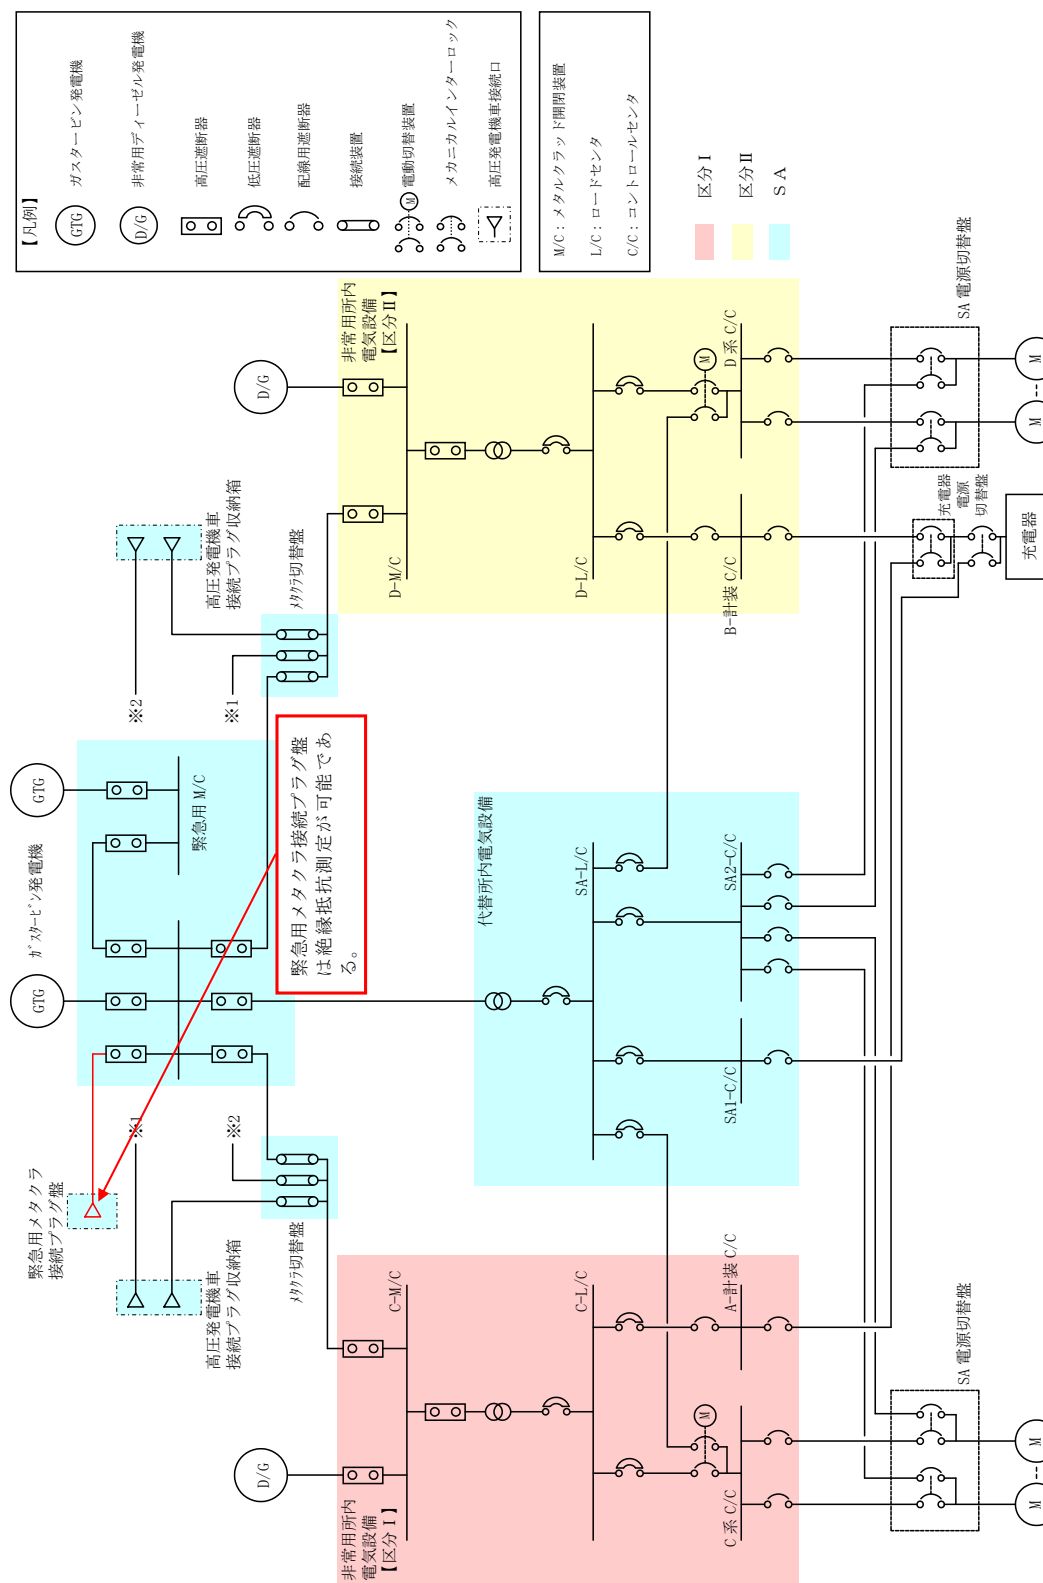 【凡例】
GTG
ガスタービン発電機
D/G
非常用ディーゼル発電機
高圧遮断器
低圧遮断器
配線用遮断器
接続装置
M
電動切替装置
メカニカルインターロック
高圧発電機車接続口
M/C：メタルクラッド開閉装置
L/C：ロードセンタ
C/C：コントロールセンタ
区分Ⅰ
区分Ⅱ
ＳＡ
緊急用メタクラ
接続プラグ盤
GTG
ｶﾞｽﾀｰﾋﾞﾝ発電機
GTG
緊急用 M/C
※1
※2
※2
※1
高圧発電機車
接続プラグ収納箱
高圧発電機車
接続プラグ収納箱
ﾒﾀｸﾗ切替盤
ﾒﾀｸﾗ切替盤
緊急用メタクラ接続プラグ盤
は絶縁抵抗測定が可能であ
る。
D/G
D/G
非常用所内
電気設備
【区分Ⅰ】
C-M/C
C-L/C
M
C 系 C/C
A-計装 C/C
代替所内電気設備
SA-L/C
SA1-C/C
SA2-C/C
非常用所内
電気設備
【区分Ⅱ】
D-M/C
D-L/C
M
B-計装 C/C
D 系 C/C
SA 電源切替盤
M
M
充電器
電源
切替盤
充電器
SA 電源切替盤
M
M